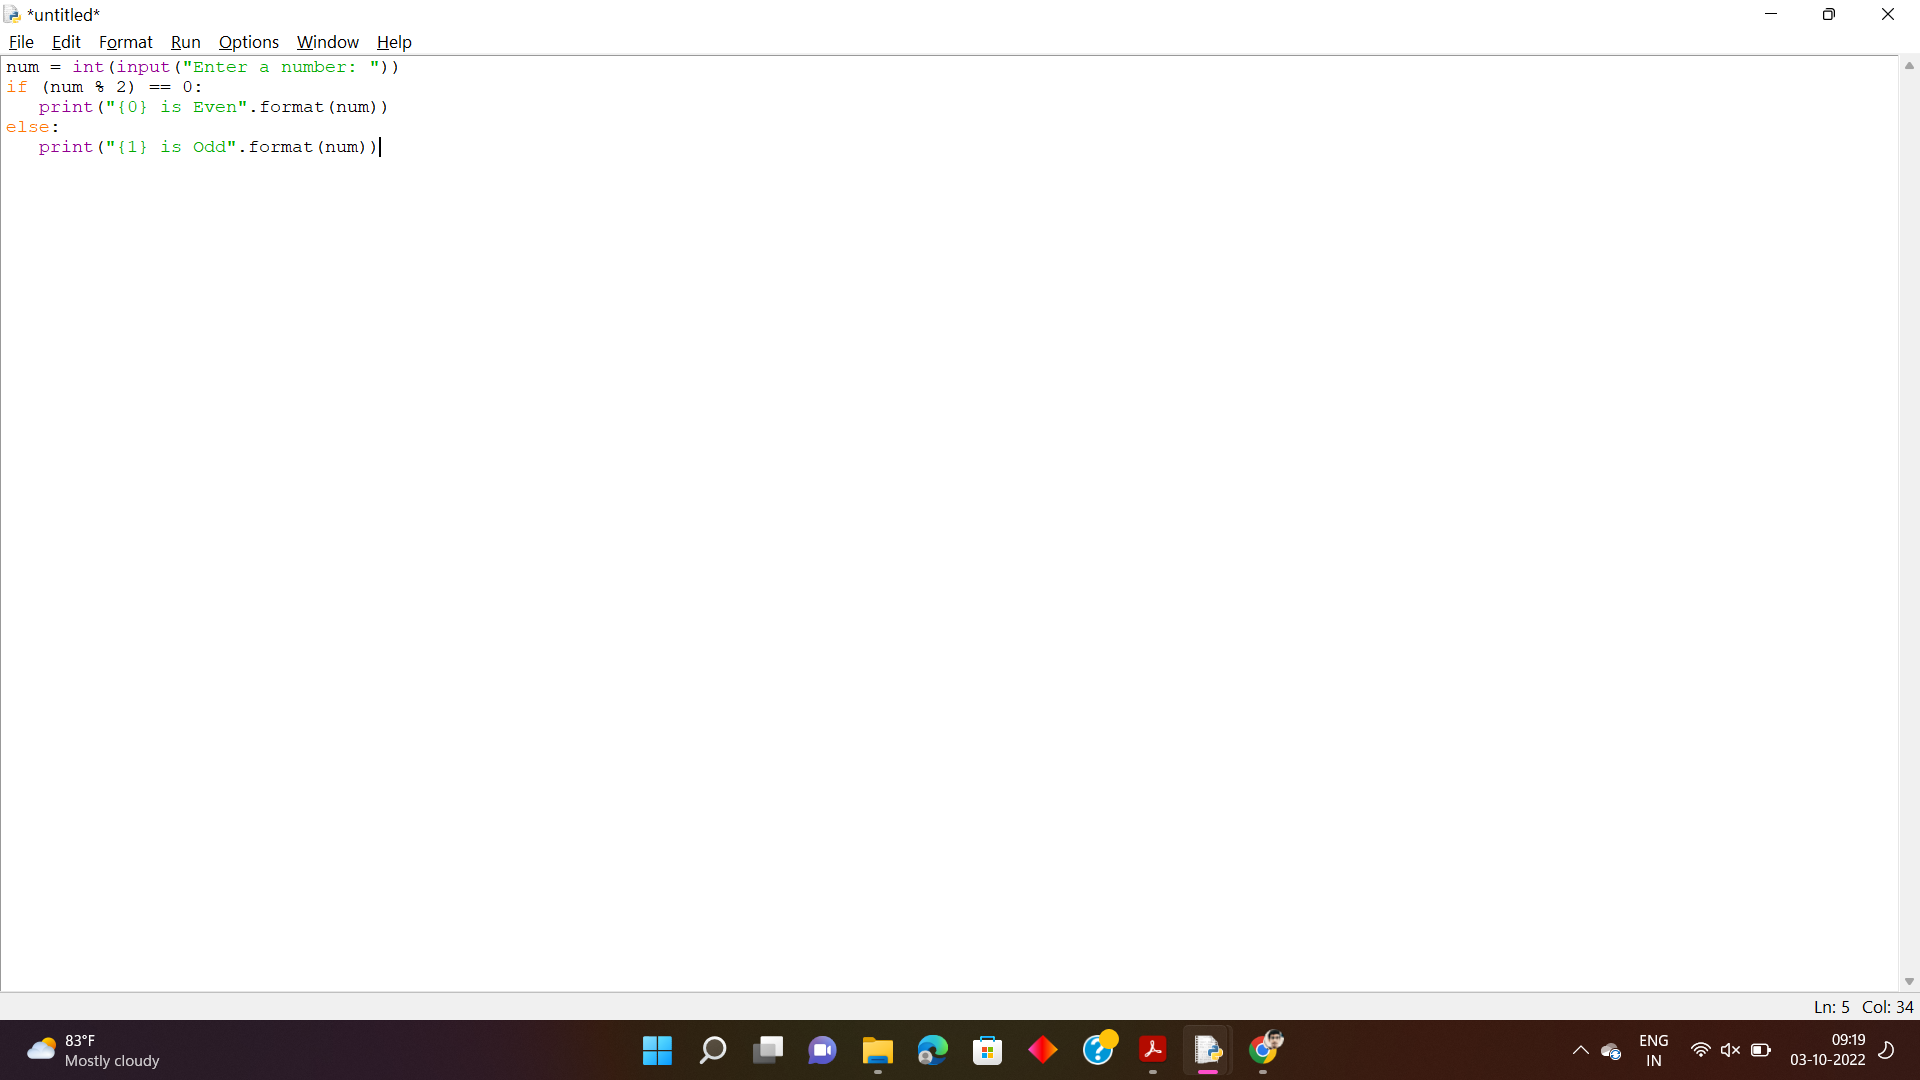 *untitled*
File Edit Format Run Options Window Help
num = int(input("Enter a number: "))
if (num % 2) == 0:
   print("{0} is Even".format(num))
else:
   print("{1} is Odd".format(num))
Ln: 5 Col: 34
83°F
Mostly cloudy
ENG
IN
09:19
03-10-2022